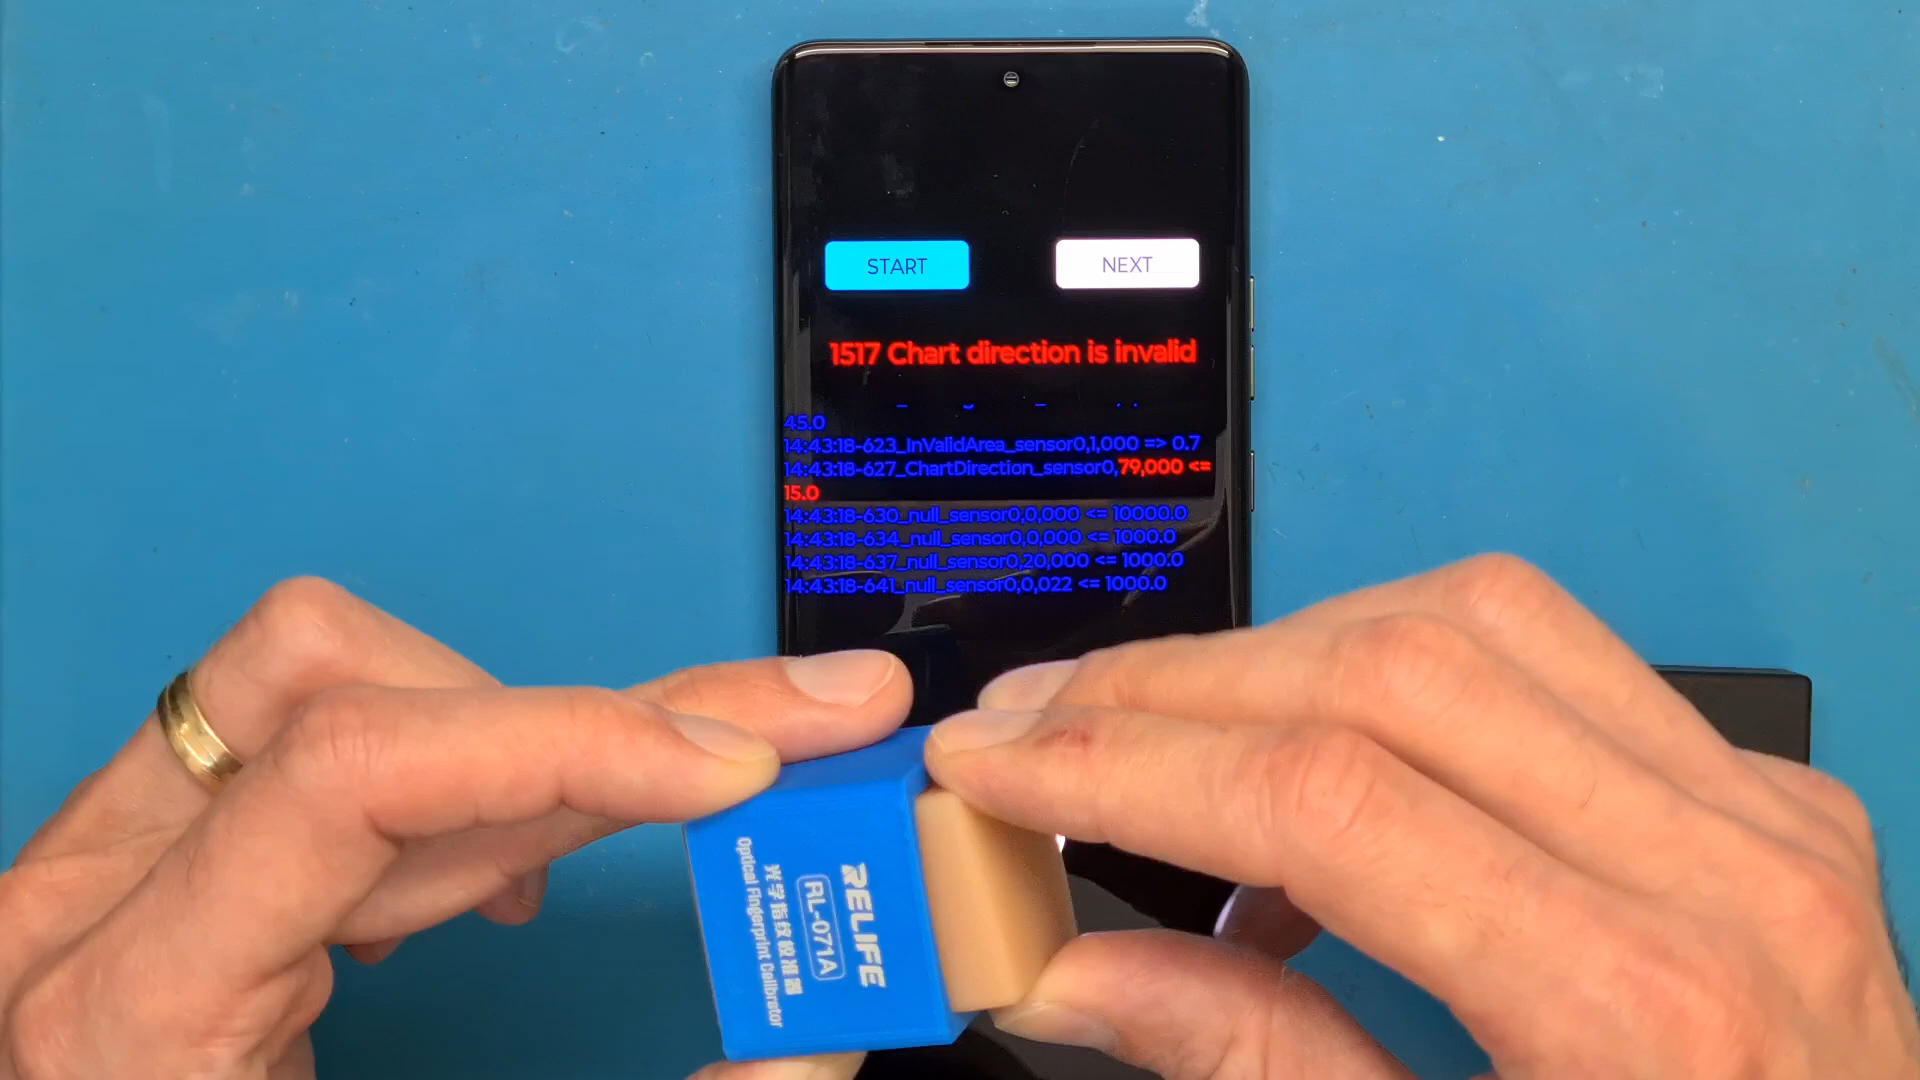 START
NEXT
1517 Chart direction is invalid
45.0
14:43:18-623_InValidArea_sensor0,1,000 => 0.7
14:43:18-627_ChartDirection_sensor0,79,000 <=
15.0
14:43:18-630_null_sensor0,0,000 <= 10000.0
14:43:18-634_null_sensor0,0,000 <= 1000.0
14:43:18-637_null_sensor0,20,000 <= 1000.0
14:43:18-641_null_sensor0,0,022 <= 1000.0
RELIFE
RL-071A
光学指纹校准器
Optical Fingerprint Calibrator